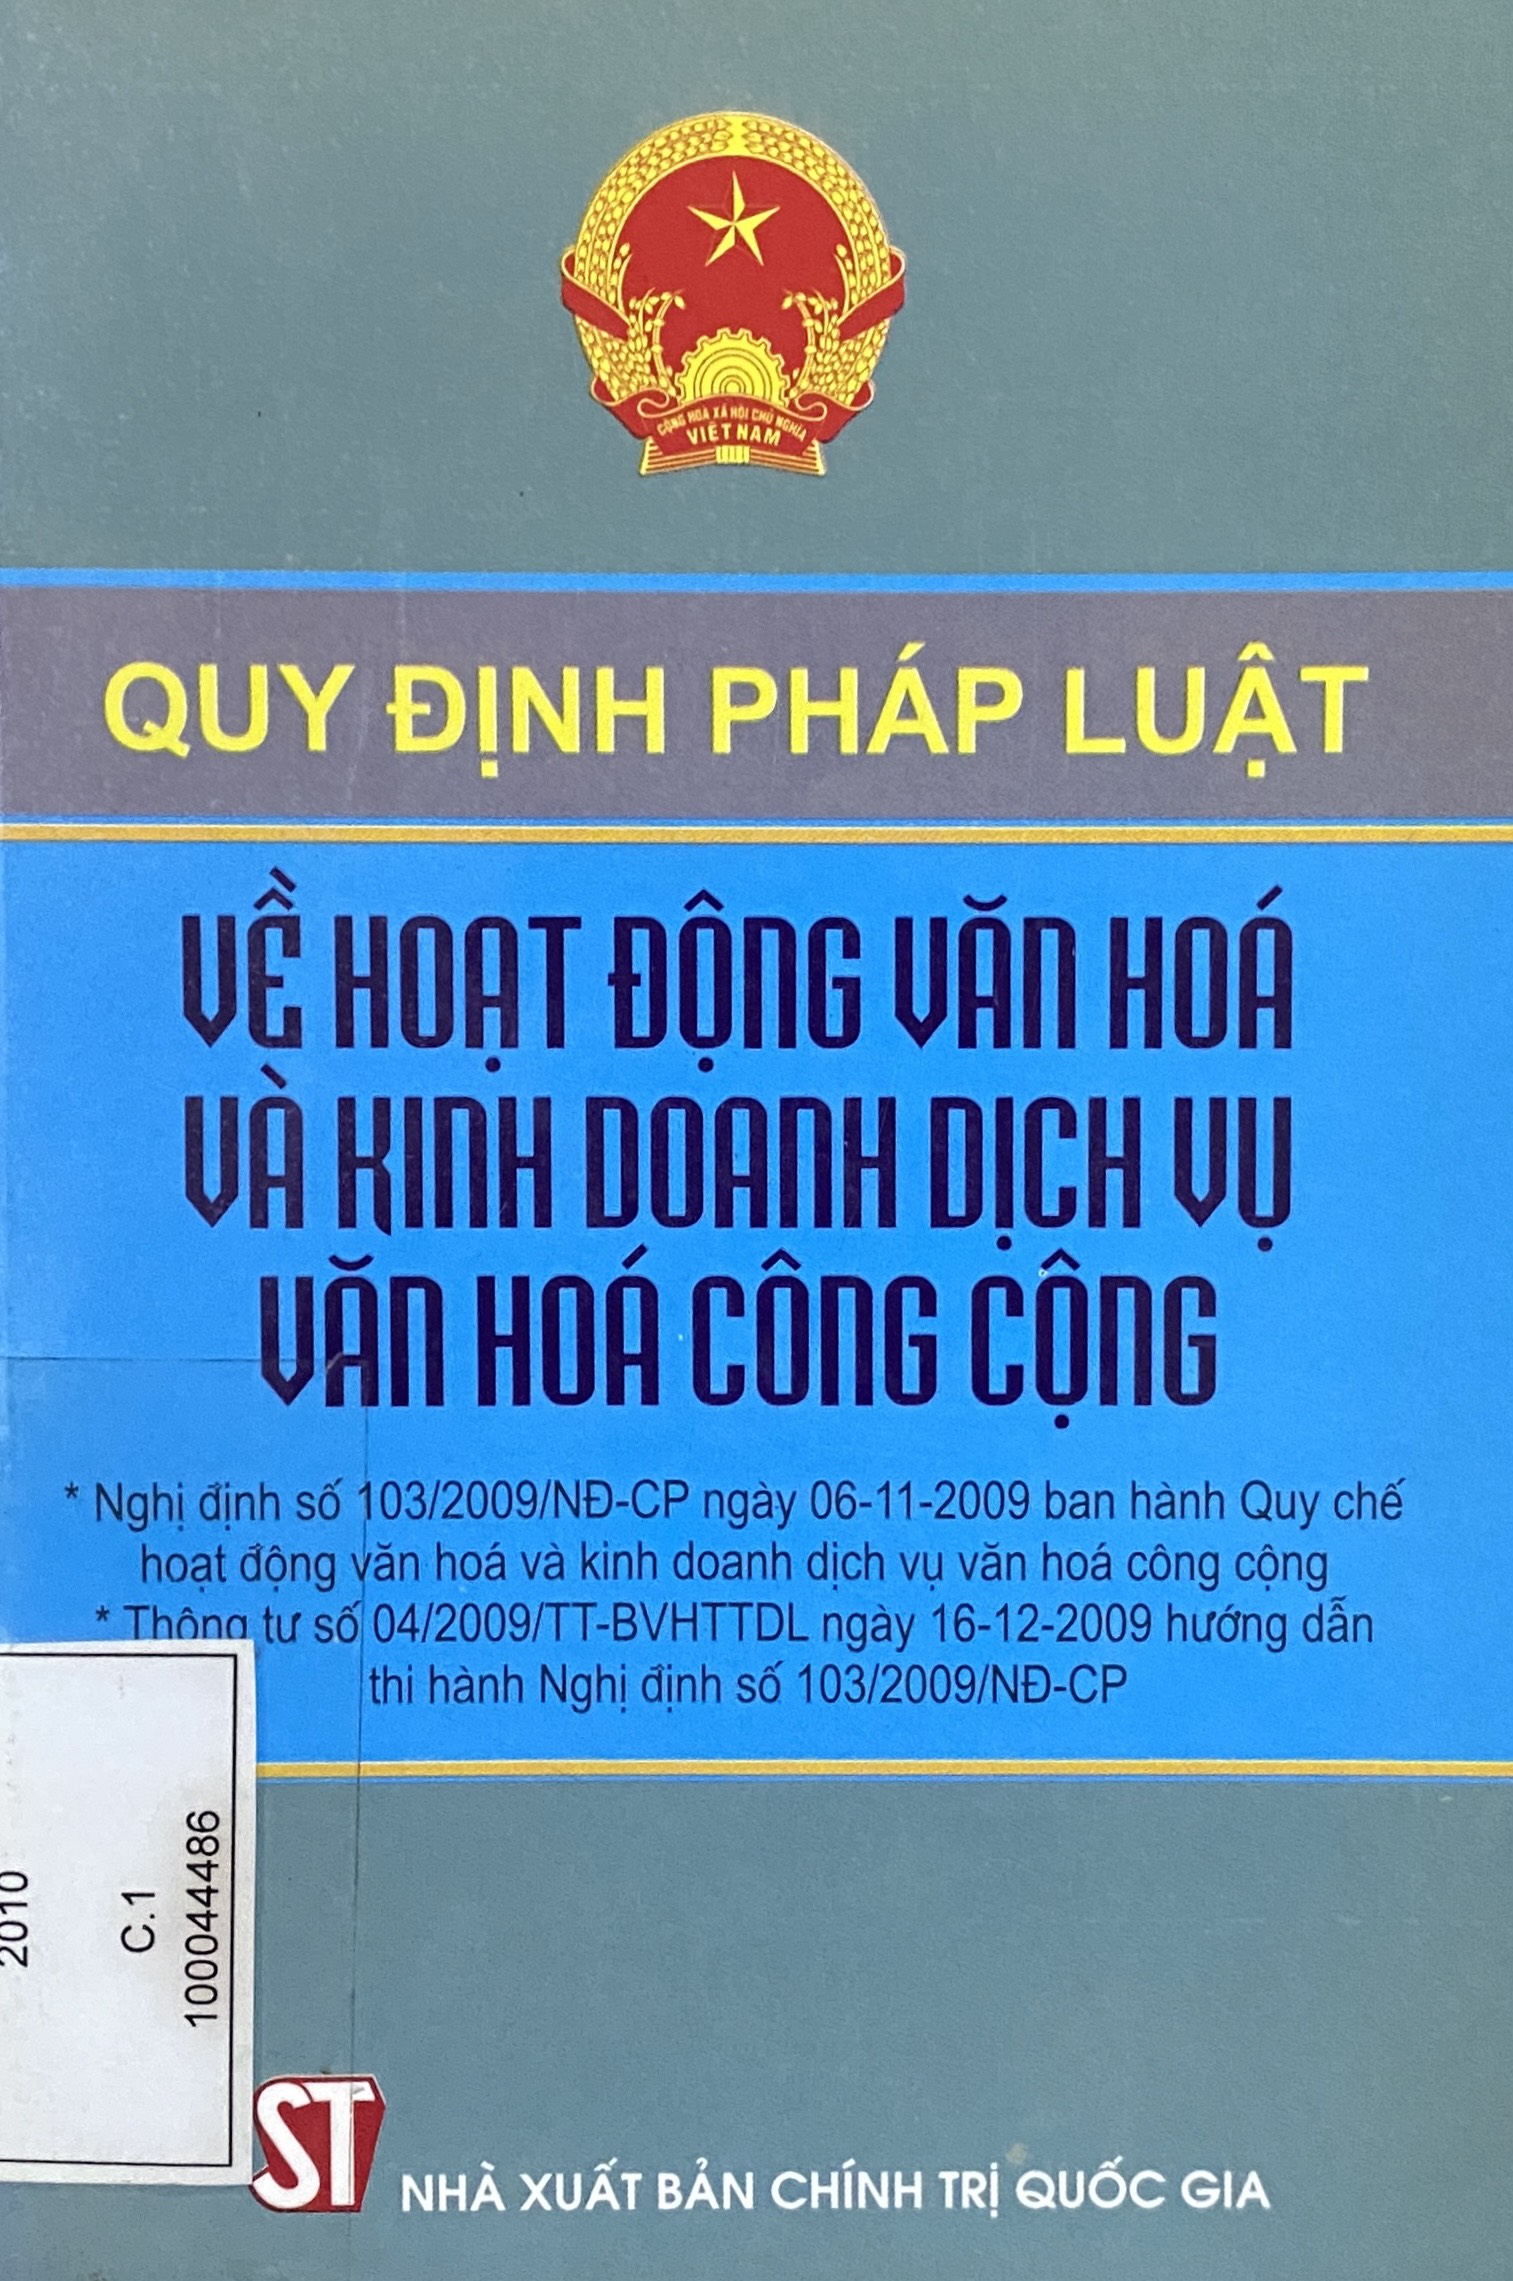 CỘNG HOÀ XÃ HỘI CHỦ NGHĨA
VIỆT NAM
QUY ĐỊNH PHÁP LUẬT
VỀ HOẠT ĐỘNG VĂN HOÁ
VÀ KINH DOANH DỊCH VỤ
VĂN HOÁ CÔNG CỘNG
* Nghị định số 103/2009/NĐ-CP ngày 06-11-2009 ban hành Quy chế
hoạt động văn hoá và kinh doanh dịch vụ văn hoá công cộng
* Thông tư số 04/2009/TT-BVHTTDL ngày 16-12-2009 hướng dẫn
thi hành Nghị định số 103/2009/NĐ-CP
2010
C.1
10044486
ST
NHÀ XUẤT BẢN CHÍNH TRỊ QUỐC GIA